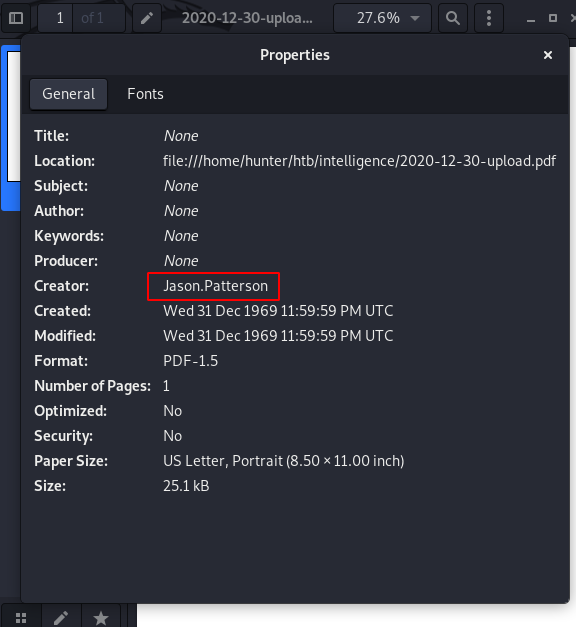 1 of 1 2020-12-30-uploa... 27.6%
Properties
General Fonts
Title: None
Location: file:///home/hunter/htb/intelligence/2020-12-30-upload.pdf
Subject: None
Author: None
Keywords: None
Producer: None
Creator: Jason.Patterson
Created: Wed 31 Dec 1969 11:59:59 PM UTC
Modified: Wed 31 Dec 1969 11:59:59 PM UTC
Format: PDF-1.5
Number of Pages: 1
Optimized: No
Security: No
Paper Size: US Letter, Portrait (8.50 × 11.00 inch)
Size: 25.1 kB